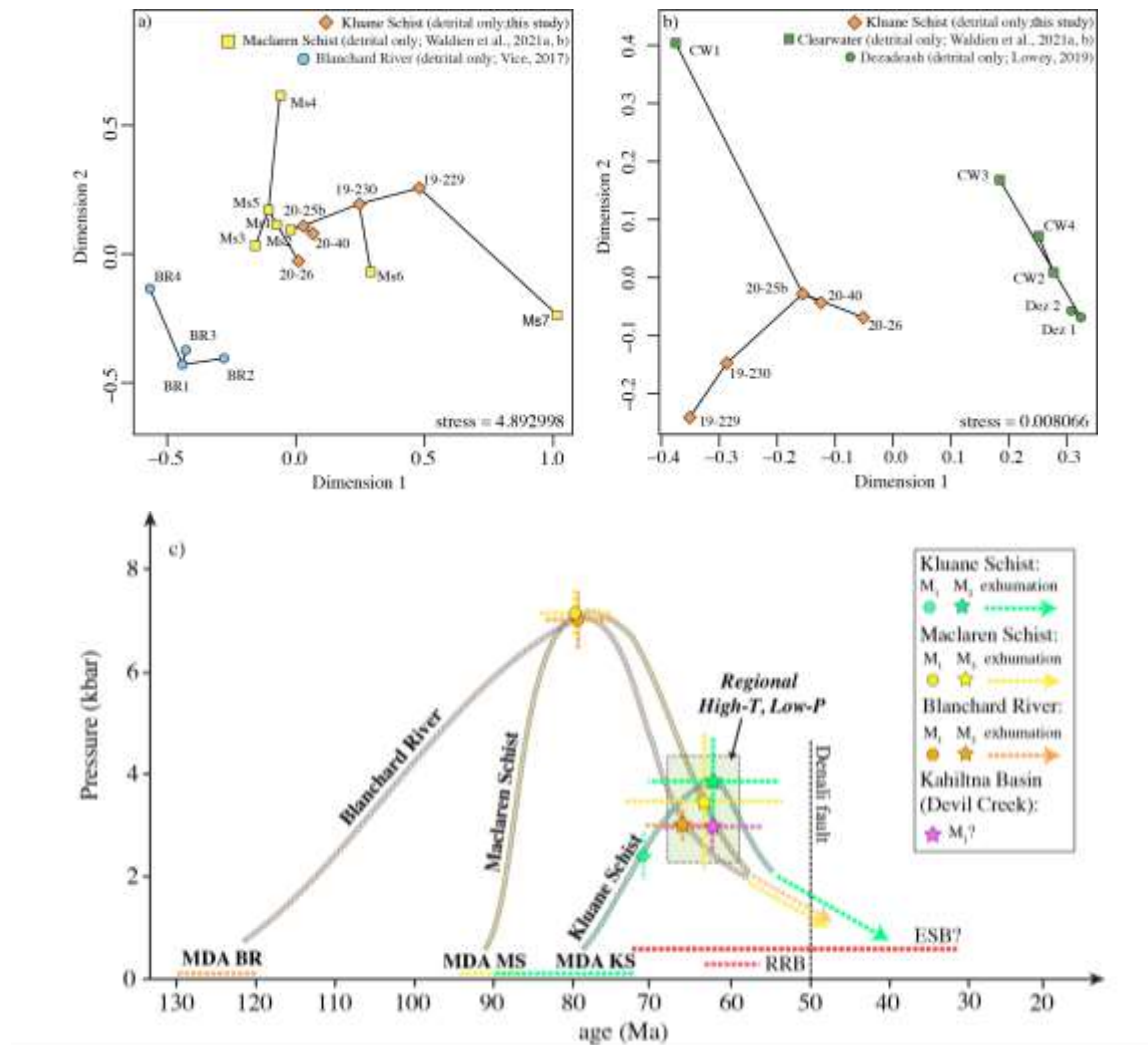 a)
Kluane Schist (detrital only;this study)
Maclaren Schist (detrital only; Waldien et al., 2021a, b)
Blanchard River (detrital only; Vice, 2017)
Ms4
19-230
19-229
Ms5
20-25b
Ms1
Ms3
Ms2
20-40
20-26
Ms6
BR4
Ms7
BR3
BR1
BR2
stress = 4.892998
0.5
0.0
−0.5
Dimension 2
−0.5
0.0
0.5
1.0
Dimension 1
b)
Kluane Schist (detrital only;this study)
Clearwater (detrital only; Waldien et al., 2021a, b)
Dezadeash (detrital only; Lowey, 2019)
CW1
CW3
CW4
CW2
20-25b
20-40
20-26
Dez 2
Dez 1
19-230
19-229
stress = 0.008066
0.4
0.3
0.2
0.1
0.0
−0.1
−0.2
Dimension 2
−0.4
−0.3
−0.2
−0.1
0.0
0.1
0.2
0.3
Dimension 1
c)
8
6
4
2
0
Pressure (kbar)
Blanchard River
Maclaren Schist
Kluane Schist
Regional
High-T, Low-P
Denali fault
Kluane Schist:
M1 M2 exhumation
Maclaren Schist:
M1 M2 exhumation
Blanchard River:
M1 M2 exhumation
Kahiltna Basin
(Devil Creek):
M1?
ESB?
RRB
MDA BR
MDA MS
MDA KS
130 120 110 100 90 80 70 60 50 40 30 20
age (Ma)